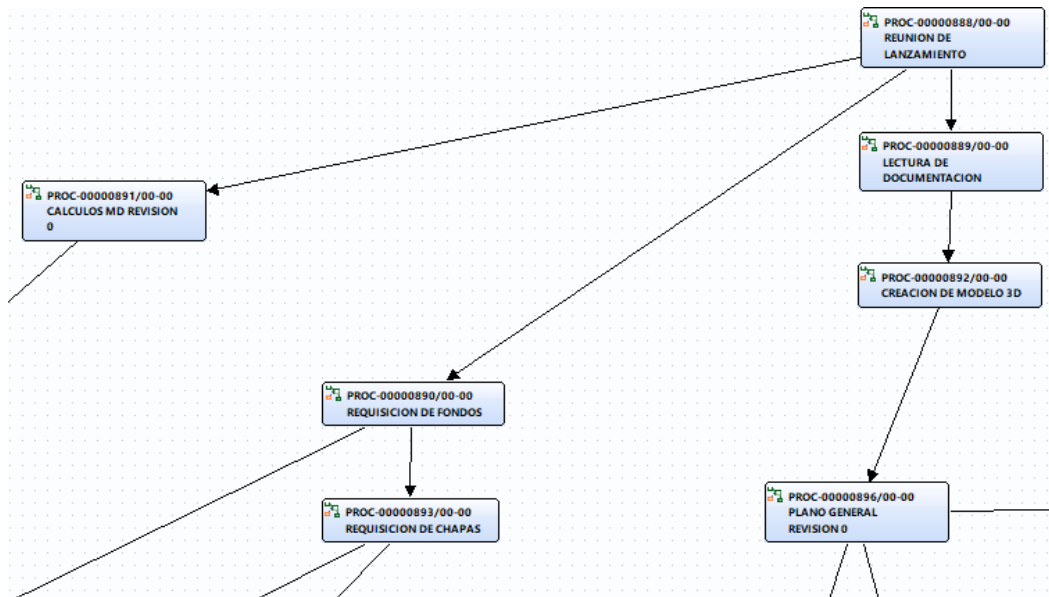 PROC-00000888/00-00
REUNION DE
LANZAMIENTO
PROC-00000889/00-00
LECTURA DE
DOCUMENTACION
PROC-00000891/00-00
CALCULOS MD REVISION
0
PROC-00000892/00-00
CREACION DE MODELO 3D
PROC-00000890/00-00
REQUISICION DE FONDOS
PROC-00000896/00-00
PLANO GENERAL
REVISION 0
PROC-00000893/00-00
REQUISICION DE CHAPAS